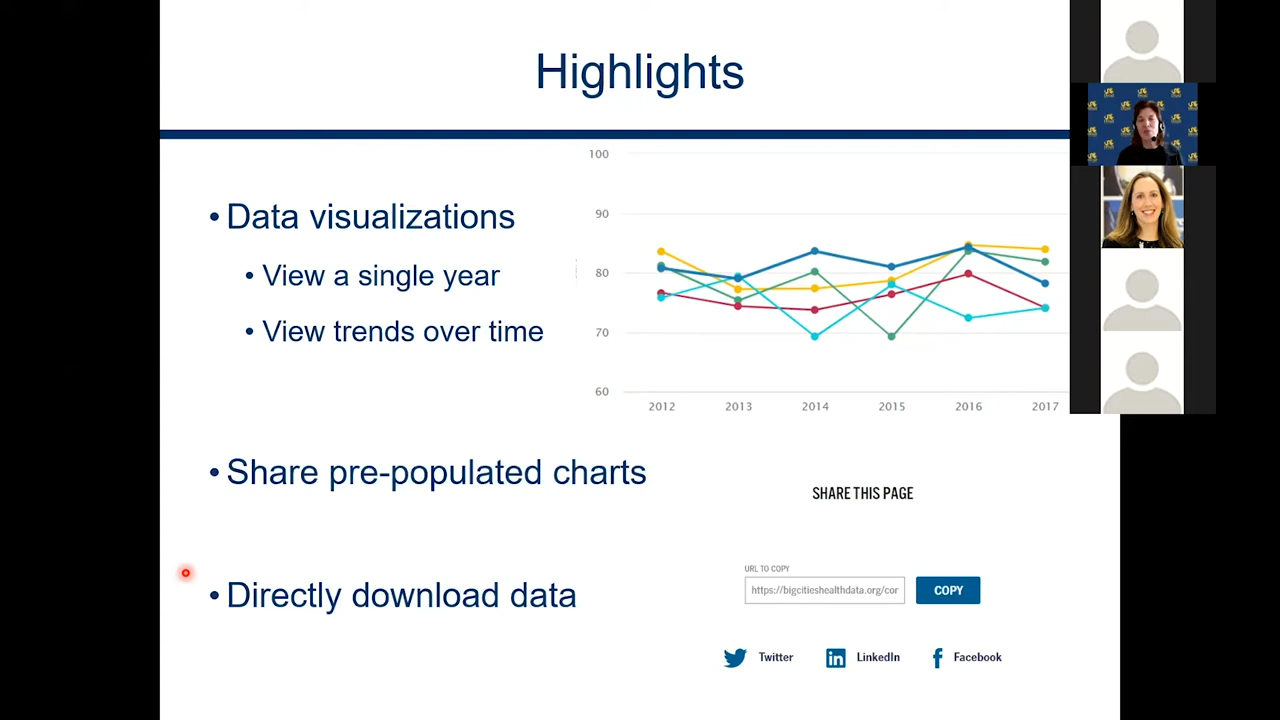 Highlights
• Data visualizations
• View a single year
• View trends over time
100
90
80
70
60
2012 2013 2014 2015 2016 2017
• Share pre-populated charts
SHARE THIS PAGE
• Directly download data
URL TO COPY
https://bigcitieshealthdata.org/cor
COPY
Twitter LinkedIn Facebook